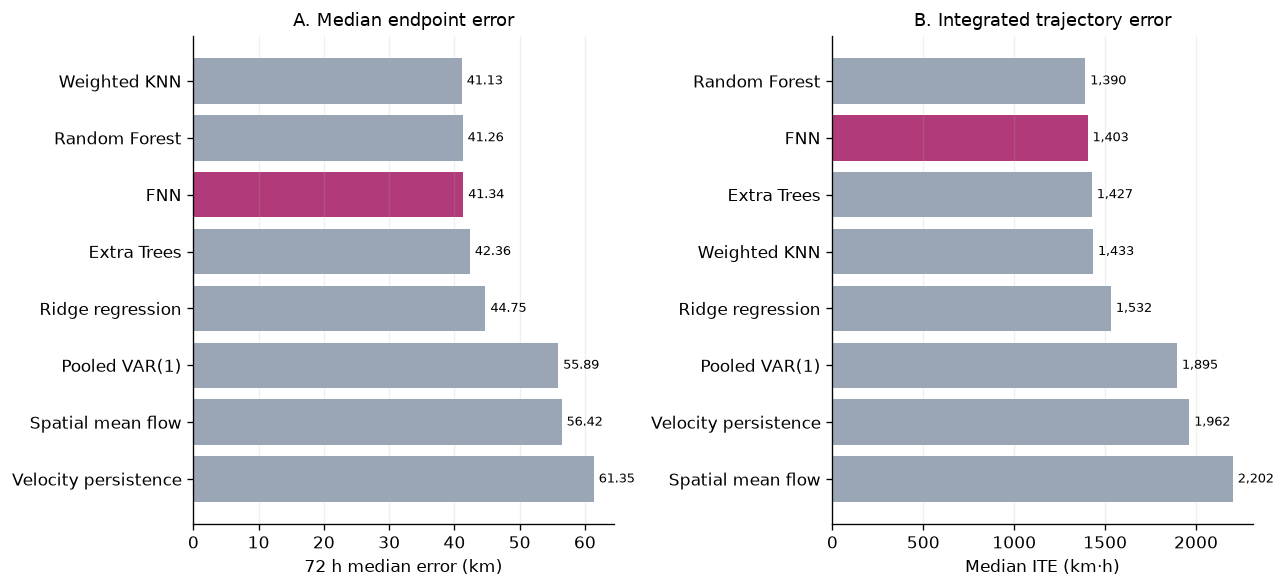 A. Median endpoint error
Weighted KNN 41.13
Random Forest 41.26
FNN 41.34
Extra Trees 42.36
Ridge regression 44.75
Pooled VAR(1) 55.89
Spatial mean flow 56.42
Velocity persistence 61.35
0 10 20 30 40 50 60
72 h median error (km)
B. Integrated trajectory error
Random Forest 1,390
FNN 1,403
Extra Trees 1,427
Weighted KNN 1,433
Ridge regression 1,532
Pooled VAR(1) 1,895
Velocity persistence 1,962
Spatial mean flow 2,202
0 500 1000 1500 2000
Median ITE (km·h)